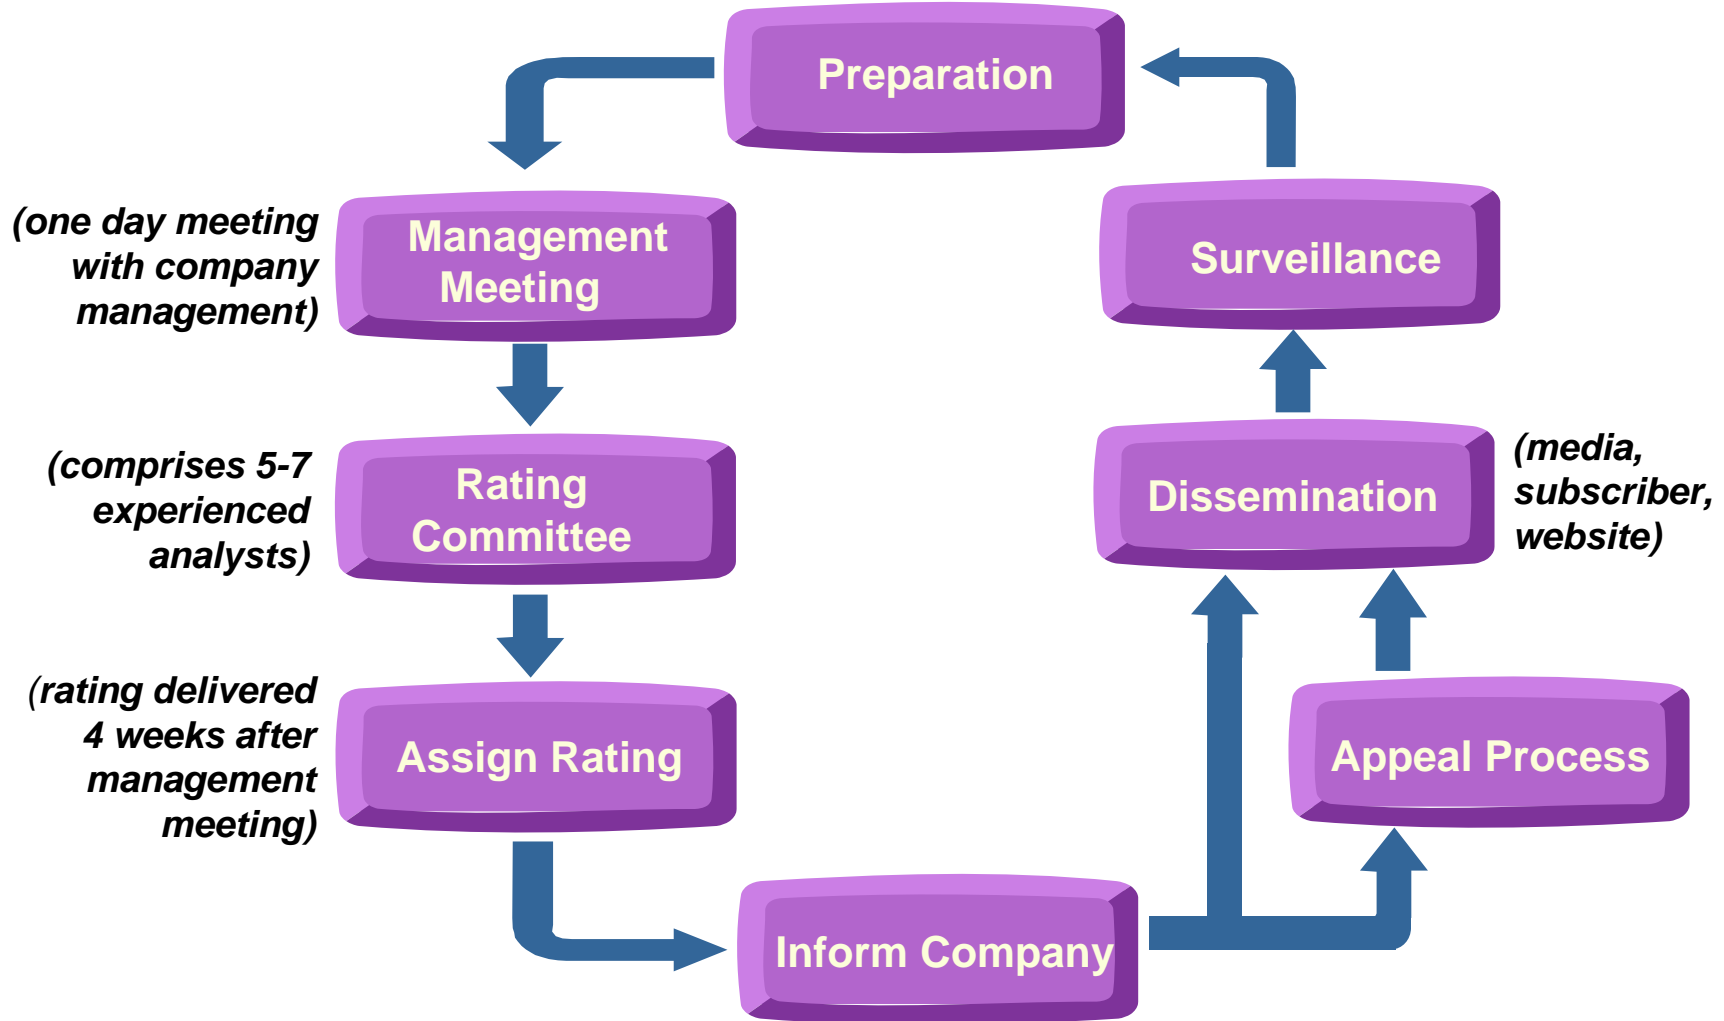 Preparation
(one day meeting
with company
management)
Management
Meeting
Surveillance
(comprises 5-7
experienced
analysts)
Rating
Committee
Dissemination
(media,
subscriber,
website)
(rating delivered
4 weeks after
management
meeting)
Assign Rating
Appeal Process
Inform Company